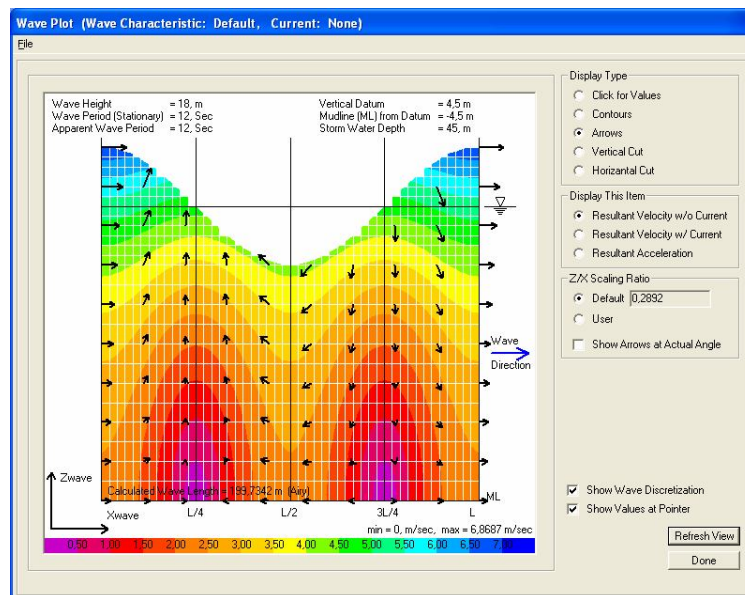 Wave Plot (Wave Characteristic: Default, Current: None)
File
Wave Height = 18, m
Wave Period (Stationary) = 12, Sec
Apparent Wave Period = 12, Sec
Vertical Datum = 4,5 m
Mudline (ML) from Datum = -4,5 m
Storm Water Depth = 45, m
Wave
Direction
Zwave
Xwave
Calculated Wave Length = 199,7342 m (Airy)
ML
L/4 L/2 3L/4 L
min = 0, m/sec, max = 6,8687 m/sec
0,50 1,00 1,50 2,00 2,50 3,00 3,50 4,00 4,50 5,00 5,50 6,00 6,50 7,00
Display Type
Click for Values
Contours
Arrows
Vertical Cut
Horizantal Cut
Display This Item
Resultant Velocity w/o Current
Resultant Velocity w/ Current
Resultant Acceleration
Z/X Scaling Ratio
Default 0,2892
User
Show Arrows at Actual Angle
Show Wave Discretization
Show Values at Pointer
Refresh View
Done